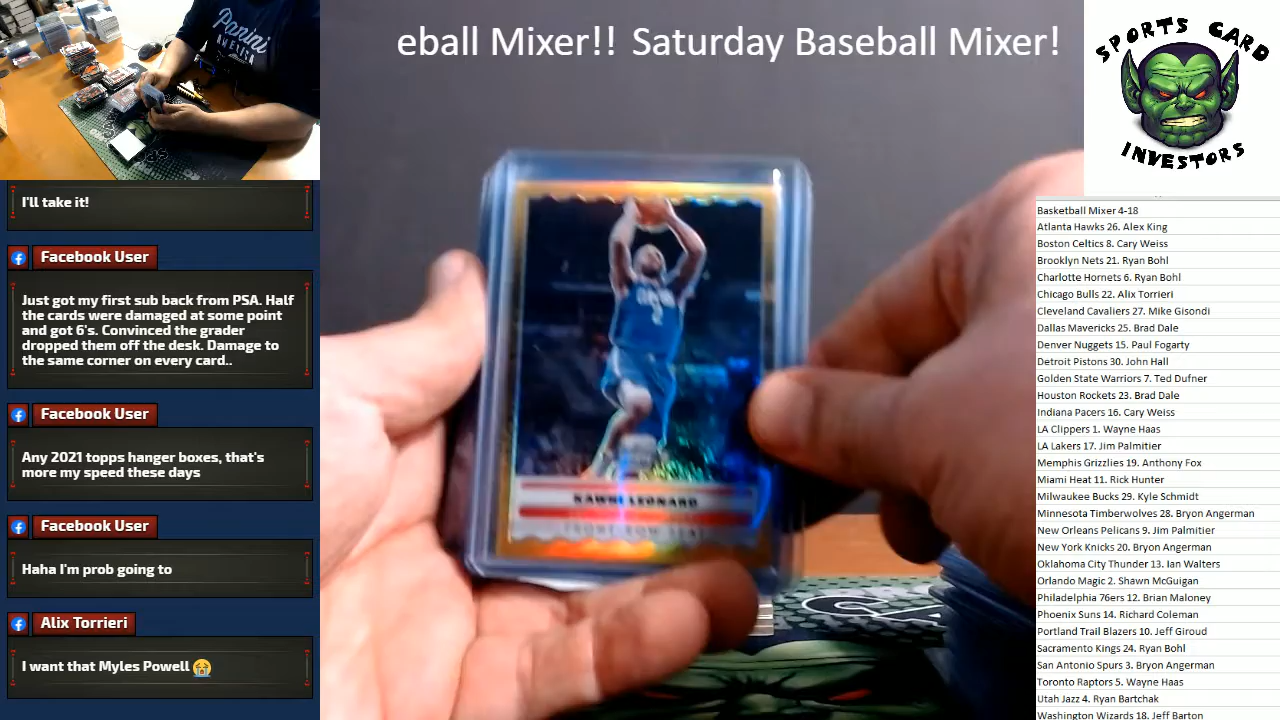 Panini
AMERICA
eball Mixer!! Saturday Baseball Mixer!
SPORTS CARD
INVESTORS
I'll take it!
Facebook User
Just got my first sub back from PSA. Half
the cards were damaged at some point
and got 6's. Convinced the grader
dropped them off the desk. Damage to
the same corner on every card..
Facebook User
Any 2021 topps hanger boxes, that's
more my speed these days
Facebook User
Haha I'm prob going to
Alix Torrieri
I want that Myles Powell 😭
KAWHI LEONARD
FRONT ROW SEAT
Basketball Mixer 4-18
Atlanta Hawks 26. Alex King
Boston Celtics 8. Cary Weiss
Brooklyn Nets 21. Ryan Bohl
Charlotte Hornets 6. Ryan Bohl
Chicago Bulls 22. Alix Torrieri
Cleveland Cavaliers 27. Mike Gisondi
Dallas Mavericks 25. Brad Dale
Denver Nuggets 15. Paul Fogarty
Detroit Pistons 30. John Hall
Golden State Warriors 7. Ted Dufner
Houston Rockets 23. Brad Dale
Indiana Pacers 16. Cary Weiss
LA Clippers 1. Wayne Haas
LA Lakers 17. Jim Palmitier
Memphis Grizzlies 19. Anthony Fox
Miami Heat 11. Rick Hunter
Milwaukee Bucks 29. Kyle Schmidt
Minnesota Timberwolves 28. Bryon Angerman
New Orleans Pelicans 9. Jim Palmitier
New York Knicks 20. Bryon Angerman
Oklahoma City Thunder 13. Ian Walters
Orlando Magic 2. Shawn McGuigan
Philadelphia 76ers 12. Brian Maloney
Phoenix Suns 14. Richard Coleman
Portland Trail Blazers 10. Jeff Giroud
Sacramento Kings 24. Ryan Bohl
San Antonio Spurs 3. Bryon Angerman
Toronto Raptors 5. Wayne Haas
Utah Jazz 4. Ryan Bartchak
Washington Wizards 18. Jeff Barton